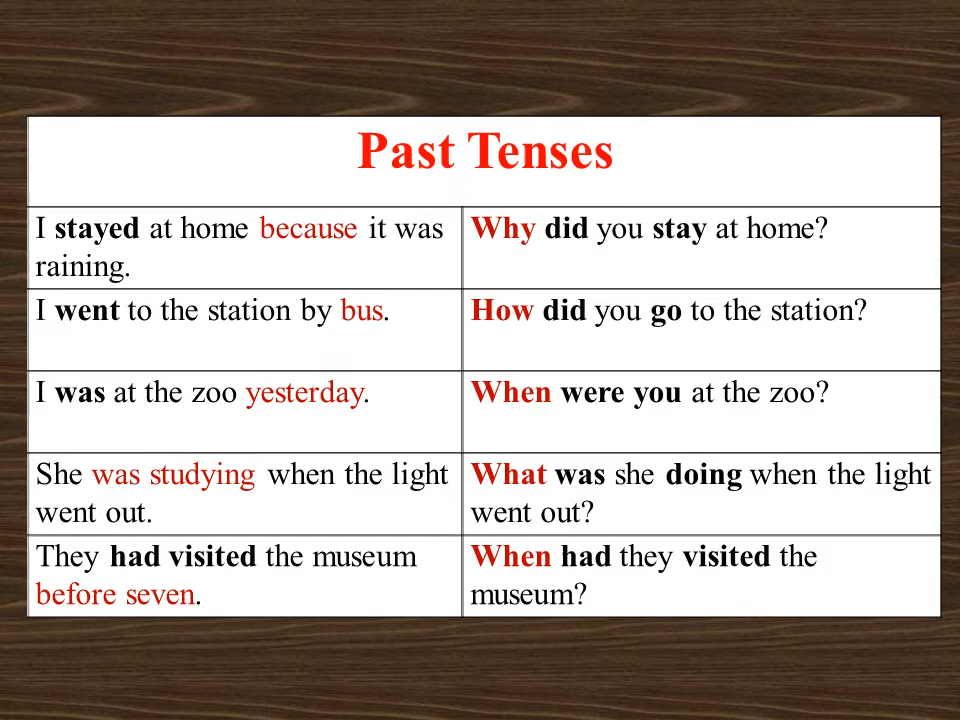 Past Tenses
I stayed at home because it was
raining.
Why did you stay at home?
I went to the station by bus.
How did you go to the station?
I was at the zoo yesterday.
When were you at the zoo?
She was studying when the light
went out.
What was she doing when the light
went out?
They had visited the museum
before seven.
When had they visited the
museum?